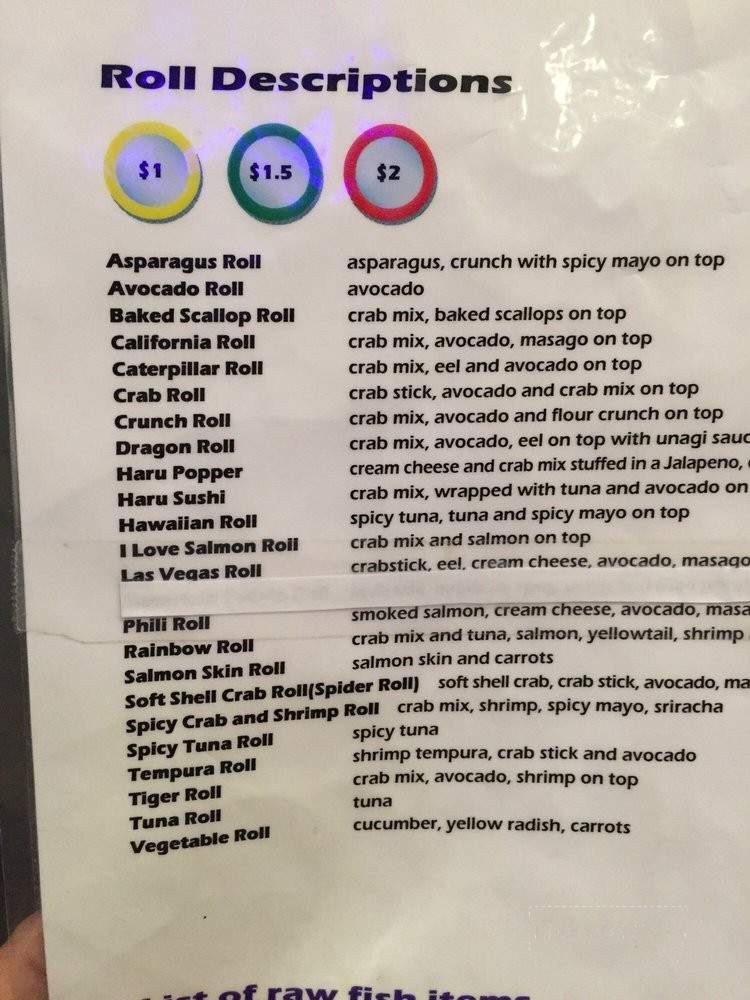 Roll Descriptions
$1 $1.5 $2
Asparagus Roll asparagus, crunch with spicy mayo on top
Avocado Roll avocado
Baked Scallop Roll crab mix, baked scallops on top
California Roll crab mix, avocado, masago on top
Caterpillar Roll crab mix, eel and avocado on top
Crab Roll crab stick, avocado and crab mix on top
Crunch Roll crab mix, avocado and flour crunch on top
Dragon Roll crab mix, avocado, eel on top with unagi sauc
Haru Popper cream cheese and crab mix stuffed in a Jalapeno,
Haru Sushi crab mix, wrapped with tuna and avocado on
Hawaiian Roll spicy tuna, tuna and spicy mayo on top
I Love Salmon Roll crab mix and salmon on top
Las Vegas Roll crabstick, eel, cream cheese, avocado, masago
Phili Roll smoked salmon, cream cheese, avocado, masa
Rainbow Roll crab mix and tuna, salmon, yellowtail, shrimp
Salmon Skin Roll salmon skin and carrots
Soft Shell Crab Roll(Spider Roll) soft shell crab, crab stick, avocado, ma
Spicy Crab and Shrimp Roll crab mix, shrimp, spicy mayo, sriracha
Spicy Tuna Roll spicy tuna
Tempura Roll shrimp tempura, crab stick and avocado
Tiger Roll crab mix, avocado, shrimp on top
Tuna Roll tuna
Vegetable Roll cucumber, yellow radish, carrots
List of raw fish items